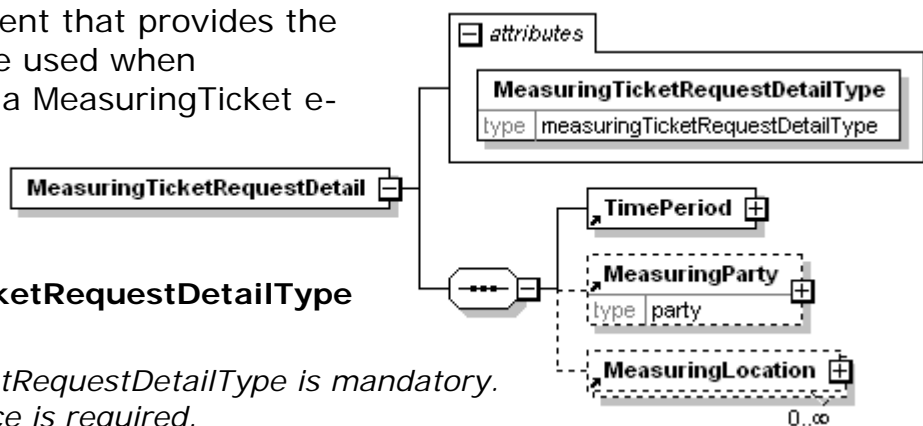 ent that provides the
e used when
a MeasuringTicket e-
ketRequestDetailType
tRequestDetailType is mandatory.
ce is required.
attributes
MeasuringTicketRequestDetailType
type measuringTicketRequestDetailType
MeasuringTicketRequestDetail
TimePeriod
MeasuringParty
type party
MeasuringLocation
0..∞